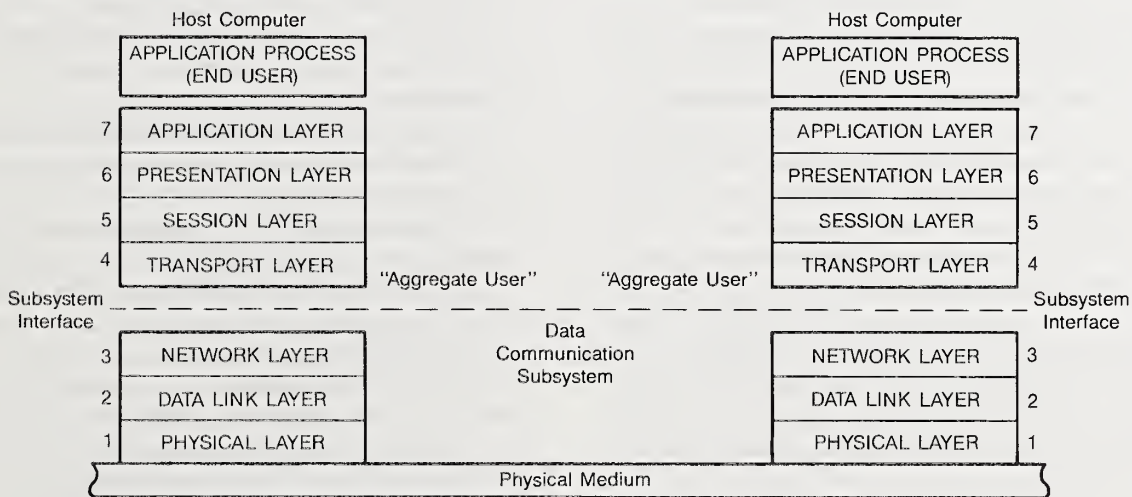 Host Computer
APPLICATION PROCESS
(END USER)
7 APPLICATION LAYER
6 PRESENTATION LAYER
5 SESSION LAYER
4 TRANSPORT LAYER
"Aggregate User"
Subsystem
Interface
3 NETWORK LAYER
2 DATA LINK LAYER
1 PHYSICAL LAYER
Data
Communication
Subsystem
Host Computer
APPLICATION PROCESS
(END USER)
APPLICATION LAYER 7
PRESENTATION LAYER 6
SESSION LAYER 5
TRANSPORT LAYER 4
"Aggregate User"
Subsystem
Interface
NETWORK LAYER 3
DATA LINK LAYER 2
PHYSICAL LAYER 1
Physical Medium